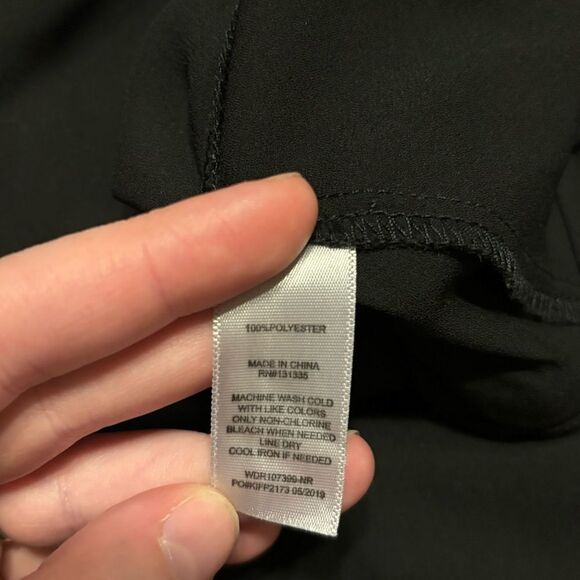 100%POLYESTER
MADE IN CHINA
RN#131335
MACHINE WASH COLD
WITH LIKE COLORS
ONLY NON-CHLORINE
BLEACH WHEN NEEDED
LINE DRY
COOL IRON IF NEEDED
WDR107399-NR
PO#KIFP2173 05/2019